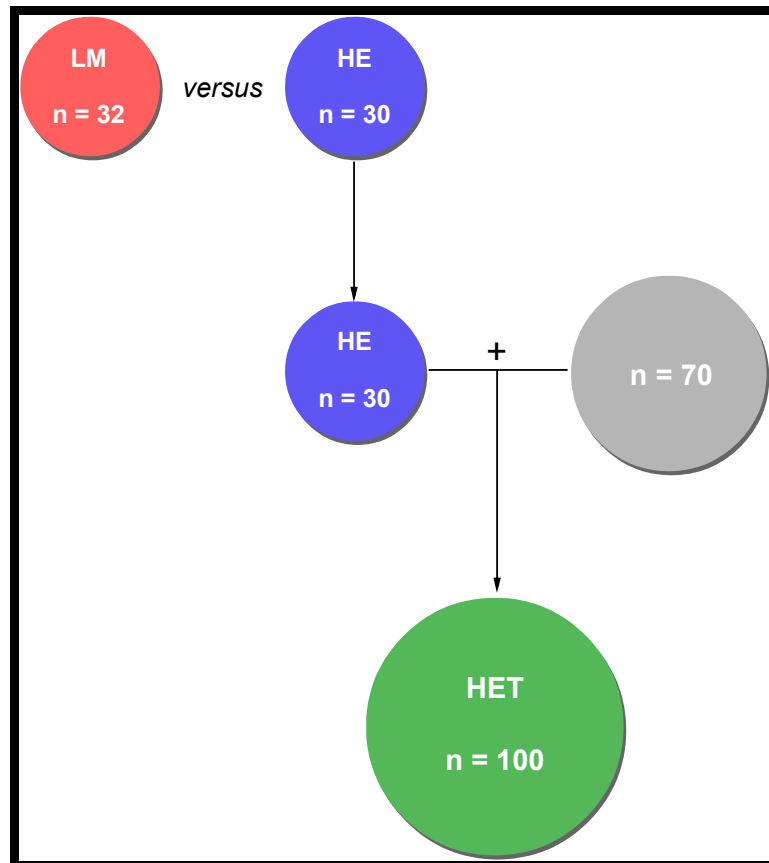 LM
n = 32
versus
HE
n = 30
HE
n = 30
+
n = 70
HET
n = 100